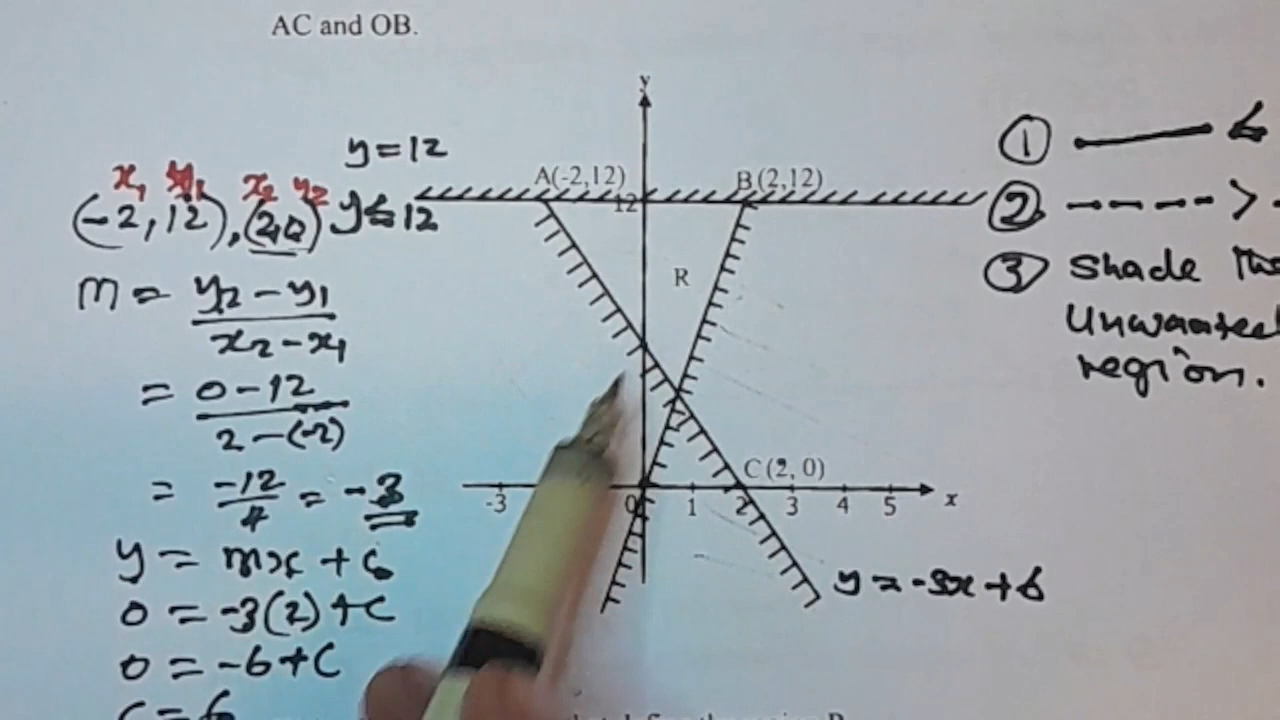 AC and OB.
y = 12
x₁ y₁ x₂ y₂
(-2, 12), (2,0) y ≤ 12
m = y₂ - y₁
x₂ - x₁
= 0 - 12
2 - (-2)
= -12/4 = -3
y = mx + c
0 = -3(2) + c
0 = -6 + c
c = 6
y
A(-2,12)
B(2,12)
12
R
C(2, 0)
-3 0 1 2 3 4 5 x
y = -3x + 6
① ≤
② ---- >
③ Shade
Unwanted
region.